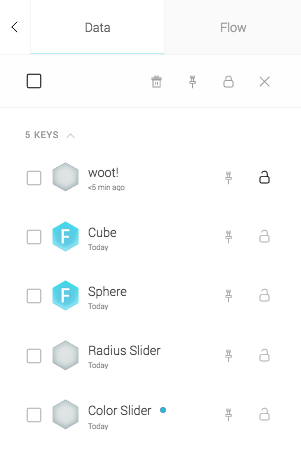 Data Flow
5 KEYS
woot!
<5 min ago
F Cube
Today
F Sphere
Today
Radius Slider
Today
Color Slider
Today